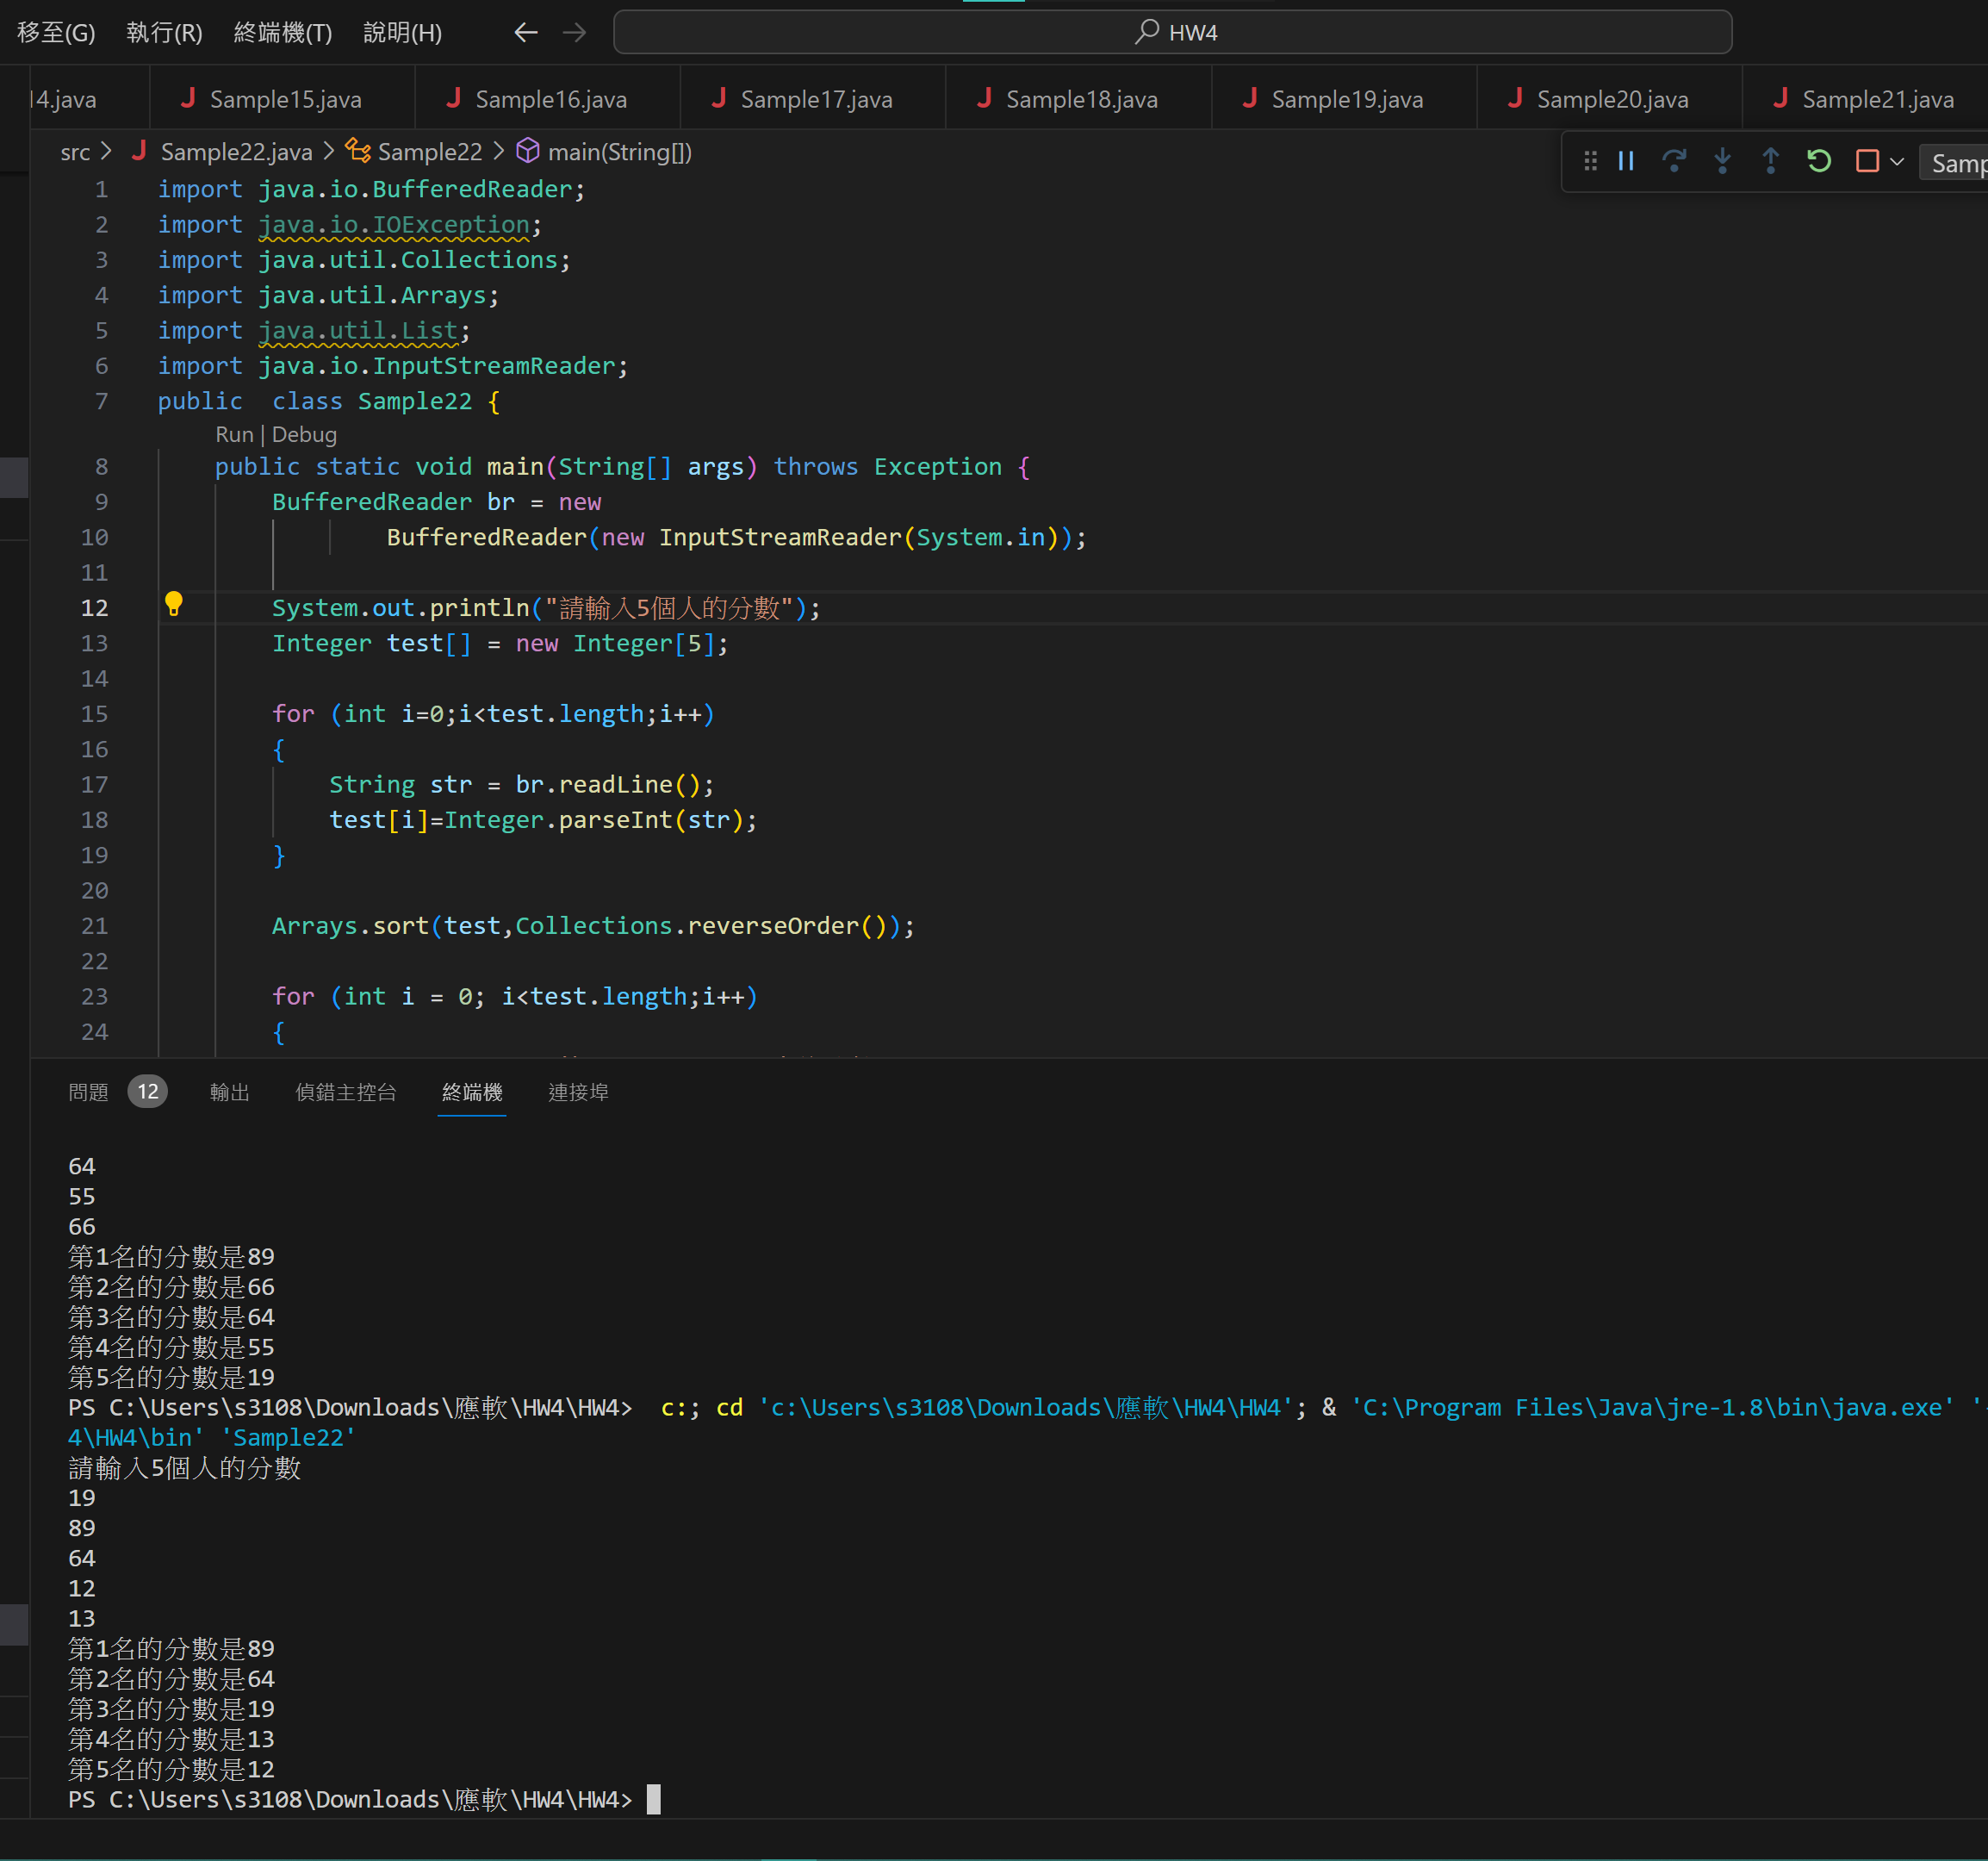 移至(G) 執行(R) 終端機(T) 說明(H) HW4
14.java Sample15.java Sample16.java Sample17.java Sample18.java Sample19.java Sample20.java Sample21.java
src > Sample22.java > Sample22 > main(String[])
Samp
1 import java.io.BufferedReader;
2 import java.io.IOException;
3 import java.util.Collections;
4 import java.util.Arrays;
5 import java.util.List;
6 import java.io.InputStreamReader;
7 public  class Sample22 {
Run | Debug
8 public static void main(String[] args) throws Exception {
9 BufferedReader br = new
10 BufferedReader(new InputStreamReader(System.in));
11
12 System.out.println("請輸入5個人的分數");
13 Integer test[] = new Integer[5];
14
15 for (int i=0;i<test.length;i++)
16 {
17 String str = br.readLine();
18 test[i]=Integer.parseInt(str);
19 }
20
21 Arrays.sort(test,Collections.reverseOrder());
22
23 for (int i = 0; i<test.length;i++)
24 {
問題 12 輸出 偵錯主控台 終端機 連接埠
64
55
66
第1名的分數是89
第2名的分數是66
第3名的分數是64
第4名的分數是55
第5名的分數是19
PS C:\Users\s3108\Downloads\應軟\HW4\HW4>  c:; cd 'c:\Users\s3108\Downloads\應軟\HW4\HW4'; & 'C:\Program Files\Java\jre-1.8\bin\java.exe' '-
4\HW4\bin' 'Sample22'
請輸入5個人的分數
19
89
64
12
13
第1名的分數是89
第2名的分數是64
第3名的分數是19
第4名的分數是13
第5名的分數是12
PS C:\Users\s3108\Downloads\應軟\HW4\HW4>